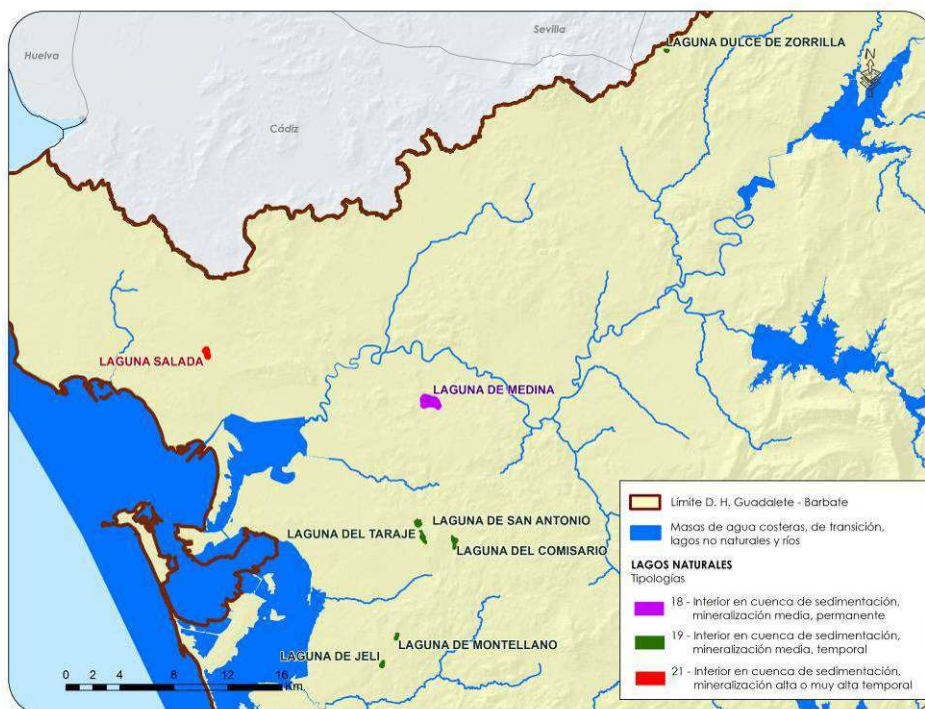 Huelva
Sevilla
LAGUNA DULCE DE ZORRILLA
N
Cádiz
LAGUNA SALADA
LAGUNA DE MEDINA
LAGUNA DE SAN ANTONIO
LAGUNA DEL TARAJE
LAGUNA DEL COMISARIO
LAGUNA DE MONTELLANO
LAGUNA DE JELI
0 2 4 8 12 16
Km
Límite D. H. Guadalete - Barbate
Masas de agua costeras, de transición,
lagos no naturales y ríos
LAGOS NATURALES
Tipologías
18 - Interior en cuenca de sedimentación,
mineralización media, permanente
19 - Interior en cuenca de sedimentación,
mineralización media, temporal
21 - Interior en cuenca de sedimentación,
mineralización alta o muy alta temporal